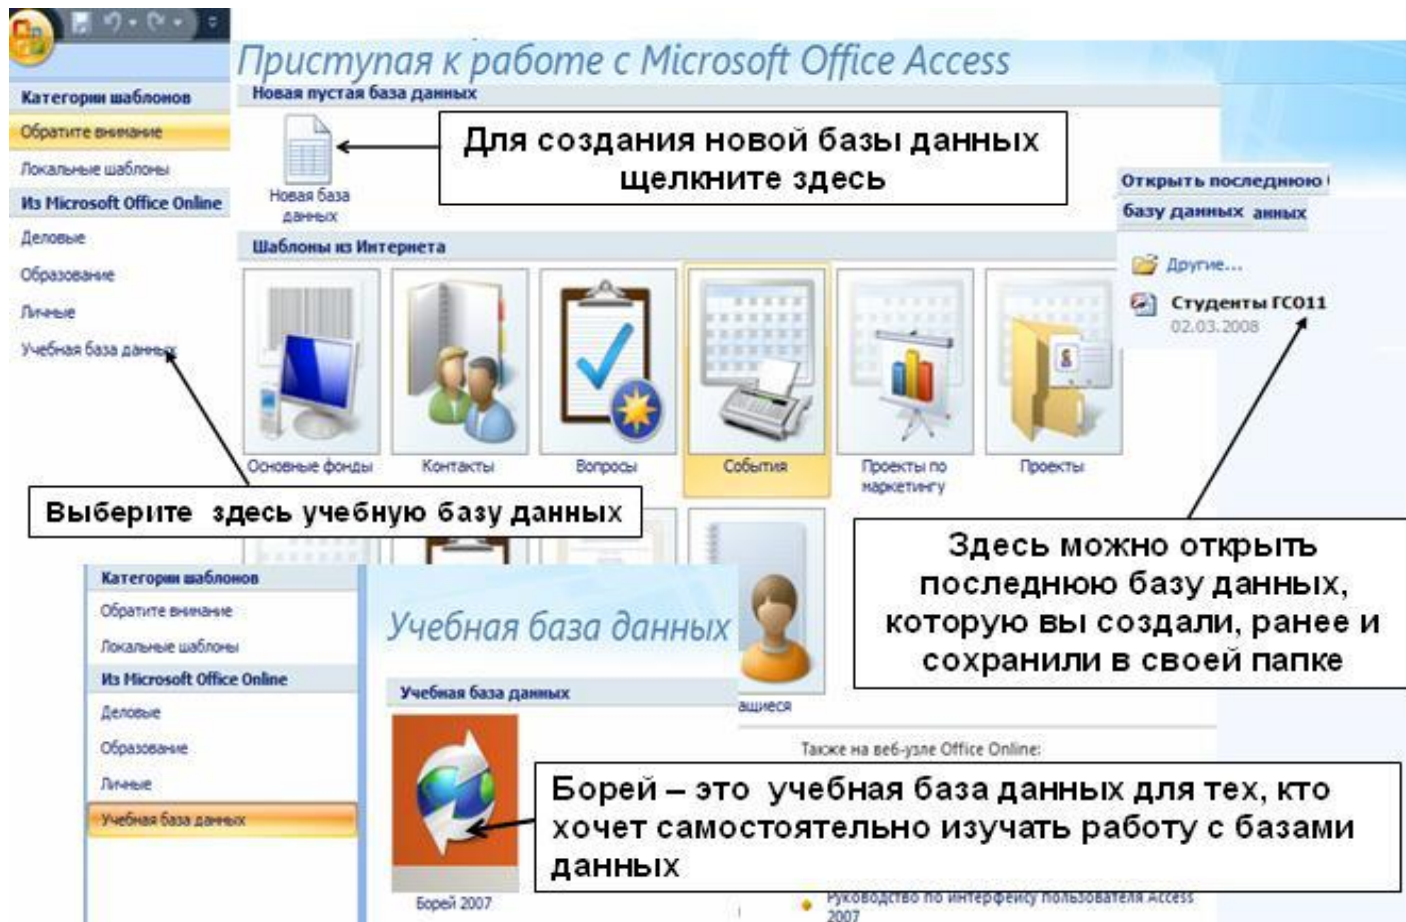 Приступая к работе с Microsoft Office Access
Категории шаблонов
Обратите внимание
Локальные шаблоны
Из Microsoft Office Online
Деловые
Образование
Личные
Учебная база данных
Новая пустая база данных
Новая база
данных
Для создания новой базы данных
щелкните здесь
Открыть последнюю
базу данных анных
Другие...
Студенты ГС011
02.03.2008
Шаблоны из Интернета
Основные фонды
Контакты
Вопросы
События
Проекты по
маркетингу
Проекты
Выберите здесь учебную базу данных
Здесь можно открыть
последнюю базу данных,
которую вы создали, ранее и
сохранили в своей папке
Категории шаблонов
Обратите внимание
Локальные шаблоны
Из Microsoft Office Online
Деловые
Образование
Личные
Учебная база данных
Учебная база данных
Учебная база данных
Борей 2007
ащиеся
Также на веб-узле Office Online:
Борей – это учебная база данных для тех, кто
хочет самостоятельно изучать работу с базами
данных
Руководство по интерфейсу пользователя Access
2007